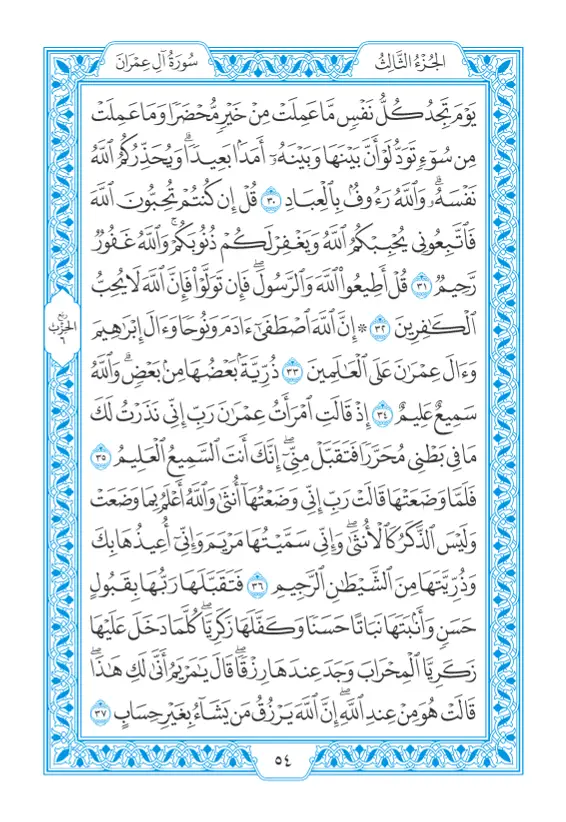 الجُزْءُ الثَّالِثُ
سُورَةُ آلِ عِمْرَانَ
يَوْمَ تَجِدُ كُلُّ نَفْسٍ مَّا عَمِلَتْ مِنْ خَيْرٍ مُّحْضَرًا وَمَا عَمِلَتْ
مِن سُوٓءٍ تَوَدُّ لَوْ أَنَّ بَيْنَهَا وَبَيْنَهُۥٓ أَمَدًۢا بَعِيدًاۗ وَيُحَذِّرُكُمُ ٱللَّهُ
نَفْسَهُۥۗ وَٱللَّهُ رَءُوفُۢ بِٱلْعِبَادِ ٣٠ قُلْ إِن كُنتُمْ تُحِبُّونَ ٱللَّهَ
فَٱتَّبِعُونِي يُحْبِبْكُمُ ٱللَّهُ وَيَغْفِرْ لَكُمْ ذُنُوبَكُمْۚ وَٱللَّهُ غَفُورٌ
رَّحِيمٌ ٣١ قُلْ أَطِيعُواْ ٱللَّهَ وَٱلرَّسُولَۖ فَإِن تَوَلَّوْاْ فَإِنَّ ٱللَّهَ لَا يُحِبُّ
ٱلْكَٰفِرِينَ ٣٢ ۞ إِنَّ ٱللَّهَ ٱصْطَفَىٰٓ ءَادَمَ وَنُوحًا وَءَالَ إِبْرَٰهِيمَ
وَءَالَ عِمْرَٰنَ عَلَى ٱلْعَٰلَمِينَ ٣٣ ذُرِّيَّةَۢ بَعْضُهَا مِنۢ بَعْضٍۗ وَٱللَّهُ
سَمِيعٌ عَلِيمٌ ٣٤ إِذْ قَالَتِ ٱمْرَأَتُ عِمْرَٰنَ رَبِّ إِنِّي نَذَرْتُ لَكَ
مَا فِي بَطْنِي مُحَرَّرًا فَتَقَبَّلْ مِنِّيٓۖ إِنَّكَ أَنتَ ٱلسَّمِيعُ ٱلْعَلِيمُ ٣٥
فَلَمَّا وَضَعَتْهَا قَالَتْ رَبِّ إِنِّي وَضَعْتُهَآ أُنثَىٰ وَٱللَّهُ أَعْلَمُ بِمَا وَضَعَتْ
وَلَيْسَ ٱلذَّكَرُ كَٱلْأُنثَىٰۖ وَإِنِّي سَمَّيْتُهَا مَرْيَمَ وَإِنِّيٓ أُعِيذُهَا بِكَ
وَذُرِّيَّتَهَا مِنَ ٱلشَّيْطَٰنِ ٱلرَّجِيمِ ٣٦ فَتَقَبَّلَهَا رَبُّهَا بِقَبُولٍ
حَسَنٍ وَأَنۢبَتَهَا نَبَاتًا حَسَنًا وَكَفَّلَهَا زَكَرِيَّاۖ كُلَّمَا دَخَلَ عَلَيْهَا
زَكَرِيَّا ٱلْمِحْرَابَ وَجَدَ عِندَهَا رِزْقًاۖ قَالَ يَٰمَرْيَمُ أَنَّىٰ لَكِ هَٰذَاۖ
قَالَتْ هُوَ مِنْ عِندِ ٱللَّهِۖ إِنَّ ٱللَّهَ يَرْزُقُ مَن يَشَآءُ بِغَيْرِ حِسَابٍ ٣٧
رُبْع
الحِزْب
٦
٥٤